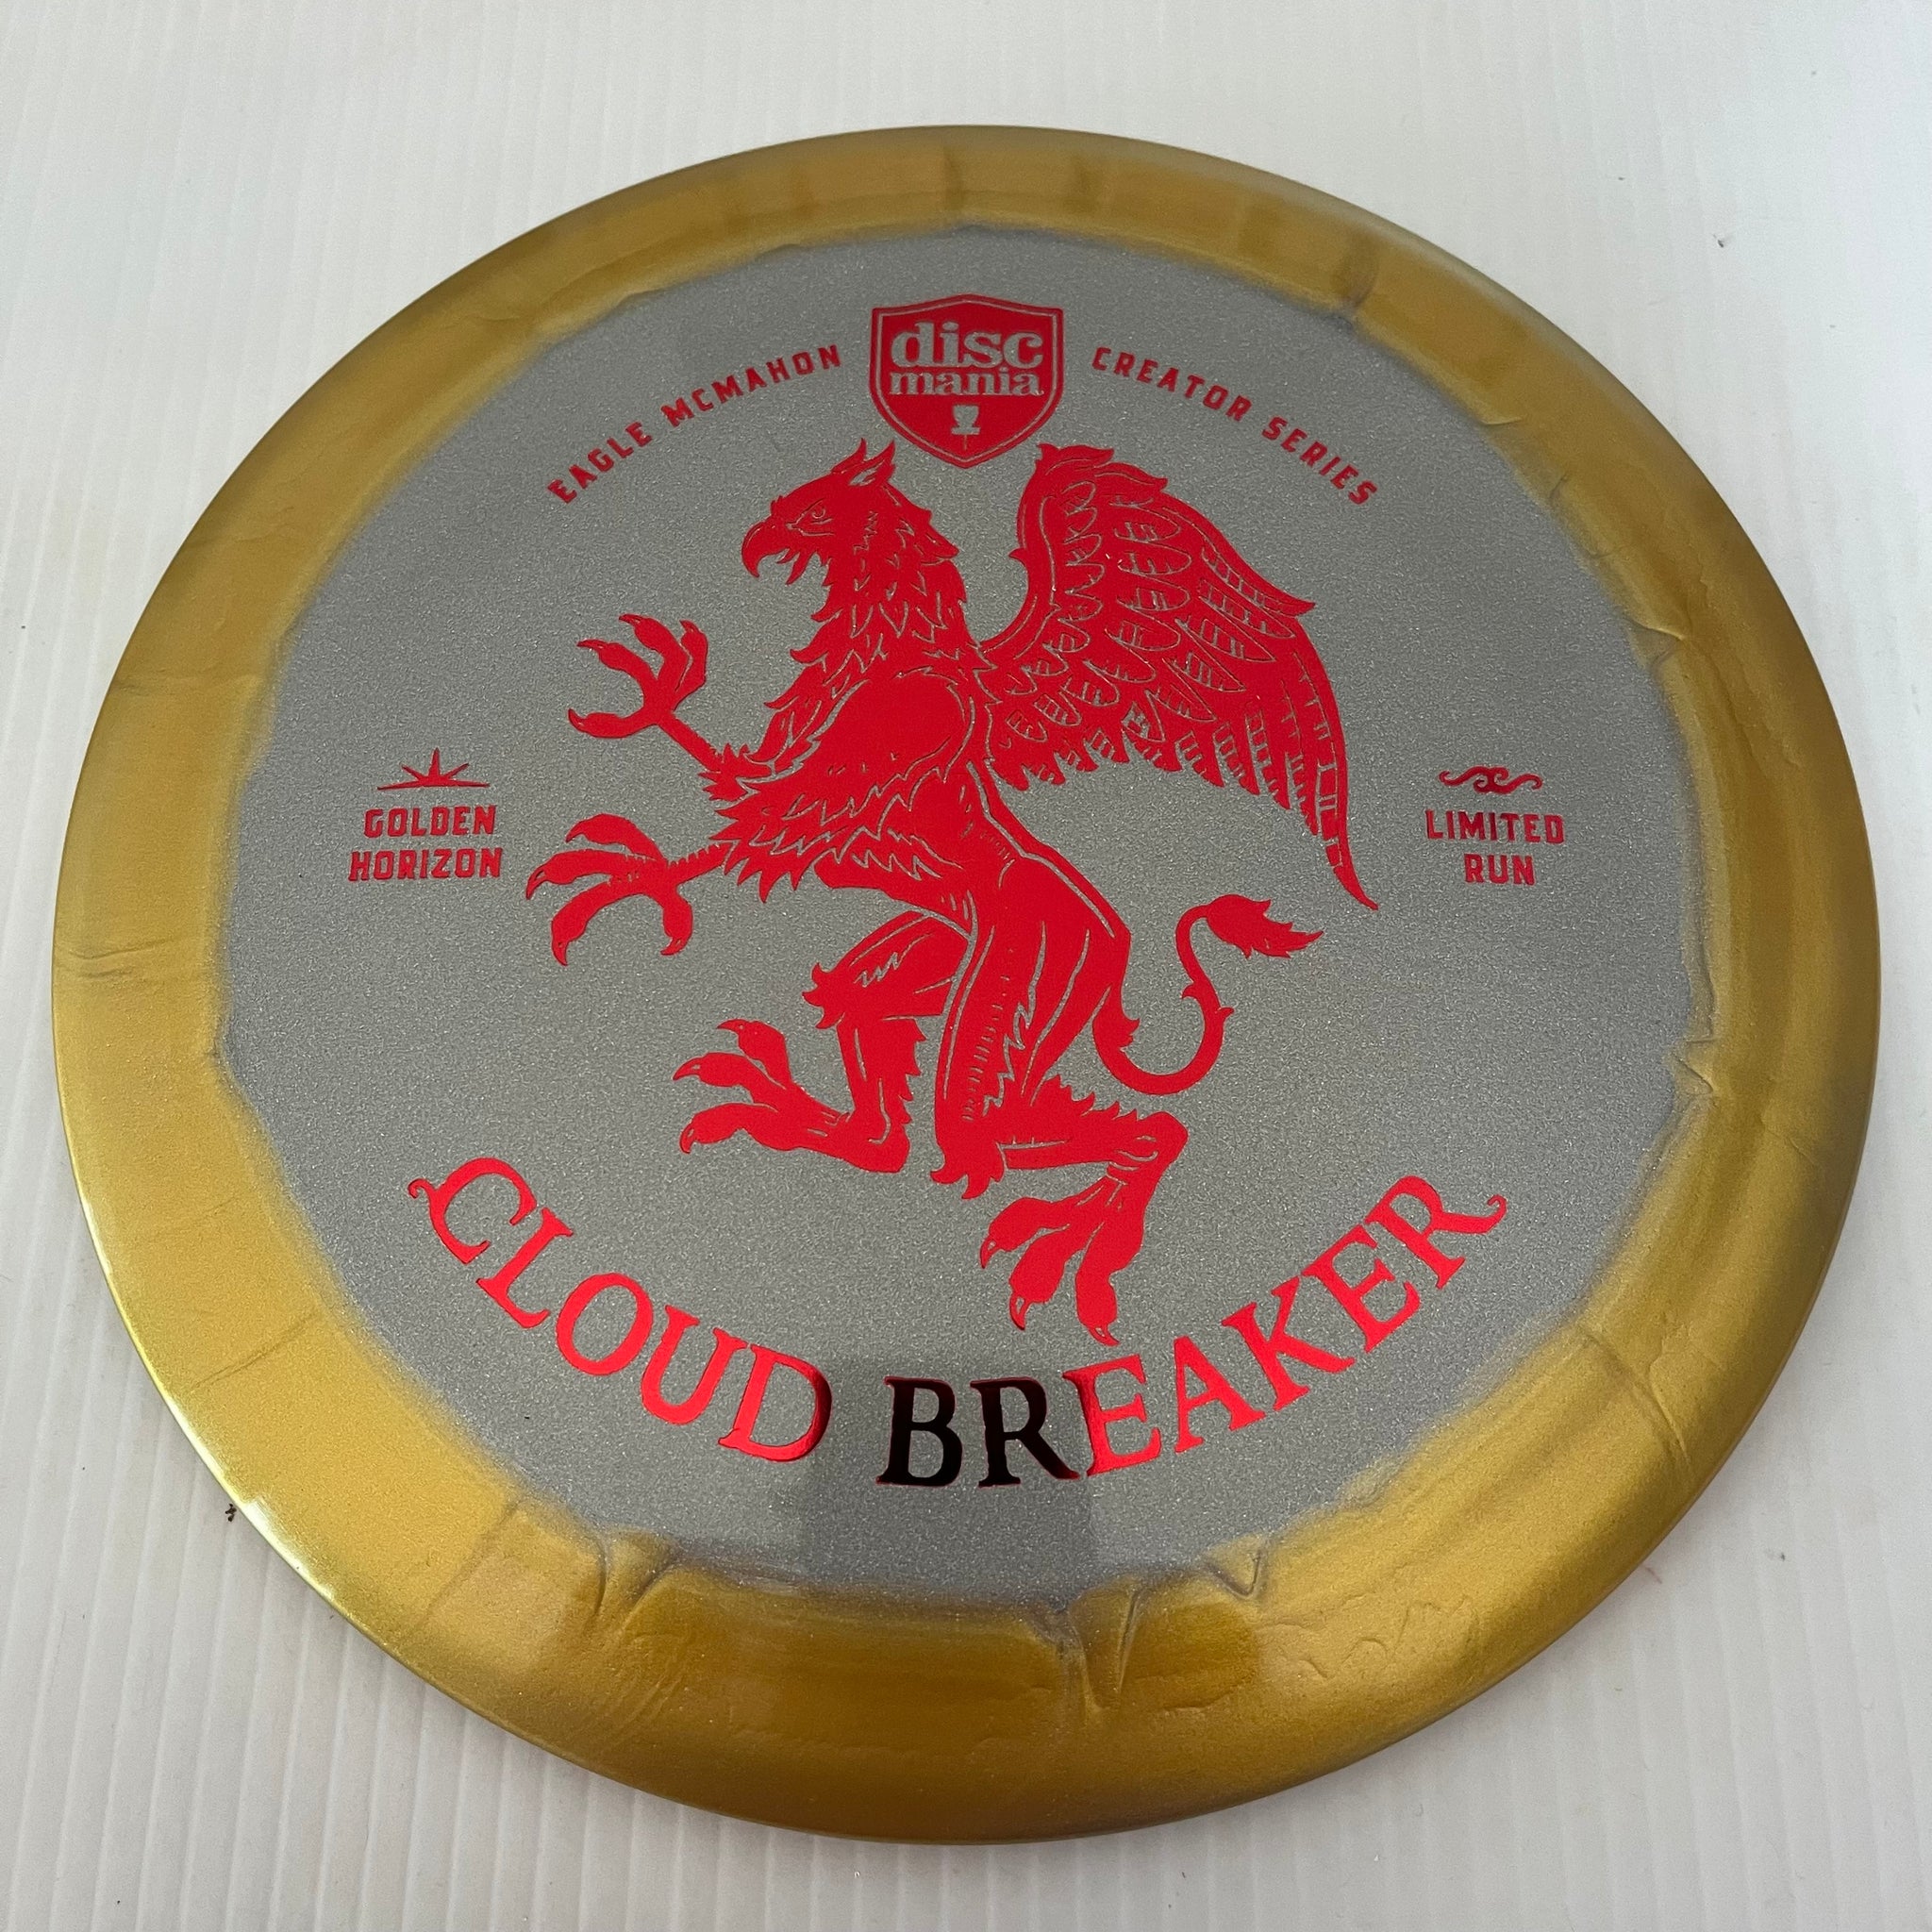 disc
mania
EAGLE MCMAHON
CREATOR SERIES
GOLDEN
HORIZON
LIMITED
RUN
CLOUD BREAKER